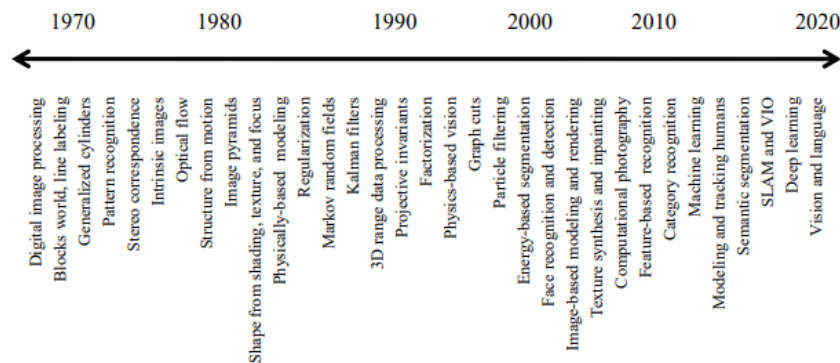 1970 1980 1990 2000 2010 2020
Digital image processing
Blocks world, line labeling
Generalized cylinders
Pattern recognition
Stereo correspondence
Intrinsic images
Optical flow
Structure from motion
Image pyramids
Shape from shading, texture, and focus
Physically-based modeling
Regularization
Markov random fields
Kalman filters
3D range data processing
Projective invariants
Factorization
Physics-based vision
Graph cuts
Particle filtering
Energy-based segmentation
Face recognition and detection
Image-based modeling and rendering
Texture synthesis and inpainting
Computational photography
Feature-based recognition
Category recognition
Machine learning
Modeling and tracking humans
Semantic segmentation
SLAM and VIO
Deep learning
Vision and language